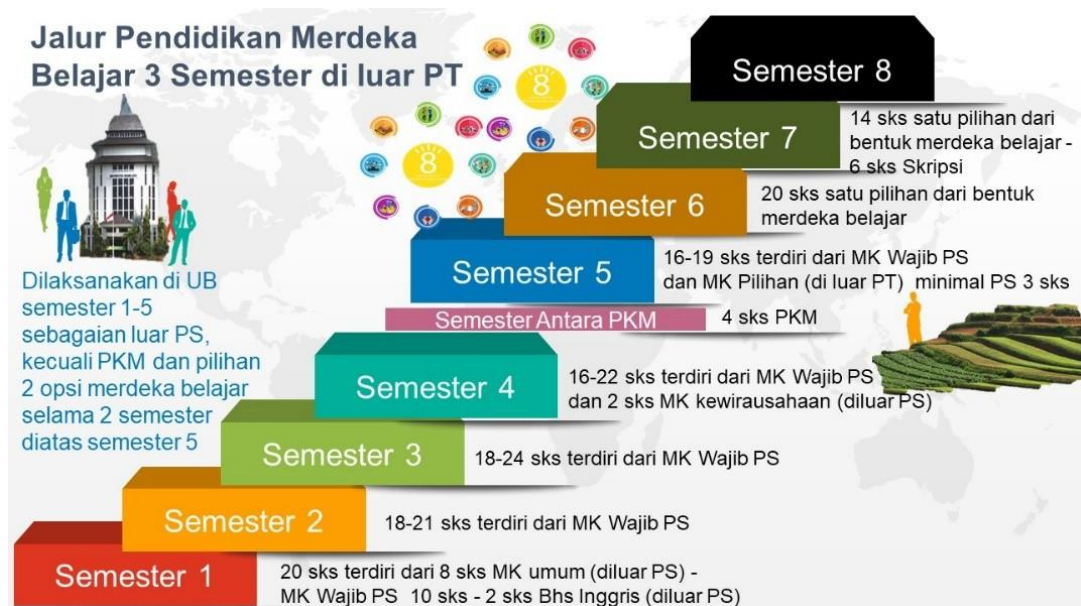 Jalur Pendidikan Merdeka
Belajar 3 Semester di luar PT
8
8
Dilaksanakan di UB
semester 1-5
sebagaian luar PS,
kecuali PKM dan pilihan
2 opsi merdeka belajar
selama 2 semester
diatas semester 5
Semester 8
Semester 7
14 sks satu pilihan dari
bentuk merdeka belajar -
6 sks Skripsi
Semester 6
20 sks satu pilihan dari bentuk
merdeka belajar
Semester 5
16-19 sks terdiri dari MK Wajib PS
dan MK Pilihan (di luar PT) minimal PS 3 sks
Semester Antara PKM
4 sks PKM
Semester 4
16-22 sks terdiri dari MK Wajib PS
dan 2 sks MK kewirausahaan (diluar PS)
Semester 3
18-24 sks terdiri dari MK Wajib PS
Semester 2
18-21 sks terdiri dari MK Wajib PS
Semester 1
20 sks terdiri dari 8 sks MK umum (diluar PS) -
MK Wajib PS 10 sks - 2 sks Bhs Inggris (diluar PS)